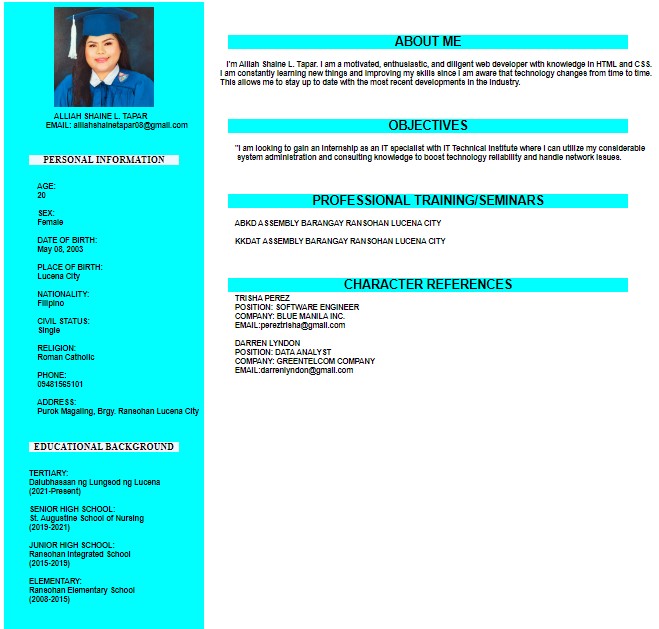 ALLIAH SHAINE L. TAPAR
EMAIL: alliahshainetapar08@gmail.com
PERSONAL INFORMATION
AGE:
20
SEX:
Female
DATE OF BIRTH:
May 08, 2003
PLACE OF BIRTH:
Lucena City
NATIONALITY:
Filipino
CIVIL STATUS:
Single
RELIGION:
Roman Catholic
PHONE:
09481565101
ADDRESS:
Purok Magaling, Brgy. Ransohan Lucena City
EDUCATIONAL BACKGROUND
TERTIARY:
Dalubhasaan ng Lungsod ng Lucena
(2021-Present)
SENIOR HIGH SCHOOL:
St. Augustine School of Nursing
(2019-2021)
JUNIOR HIGH SCHOOL:
Ransohan Integrated School
(2015-2019)
ELEMENTARY:
Ransohan Elementary School
(2008-2015)
ABOUT ME
I'm Alliah Shaine L. Tapar. I am a motivated, enthusiastic, and diligent web developer with knowledge in HTML and CSS.
I am constantly learning new things and improving my skills since I am aware that technology changes from time to time.
This allows me to stay up to date with the most recent developments in the industry.
OBJECTIVES
"I am looking to gain an internship as an IT specialist with IT Technical Institute where I can utilize my considerable
system administration and consulting knowledge to boost technology reliability and handle network issues.
PROFESSIONAL TRAINING/SEMINARS
ABKD ASSEMBLY BARANGAY RANSOHAN LUCENA CITY
KKDAT ASSEMBLY BARANGAY RANSOHAN LUCENA CITY
CHARACTER REFERENCES
TRISHA PEREZ
POSITION: SOFTWARE ENGINEER
COMPANY: BLUE MANILA INC.
EMAIL:pereztrisha@gmail.com
DARREN LYNDON
POSITION: DATA ANALYST
COMPANY: GREENTELCOM COMPANY
EMAIL:darrenlyndon@gmail.com